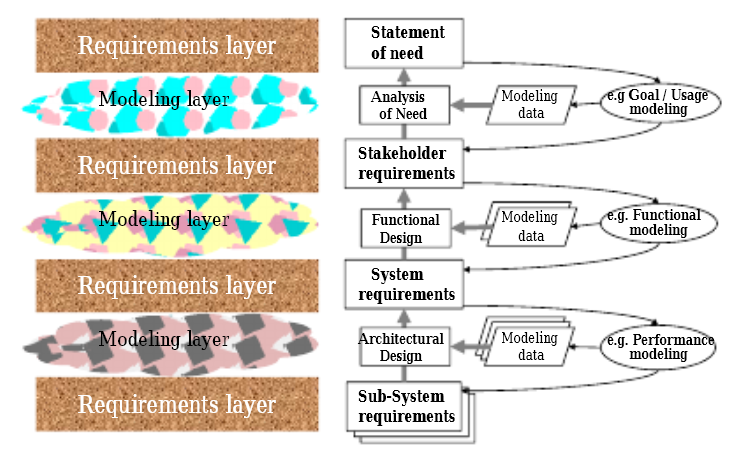 Requirements layer
Statement
of need
Modeling layer
Analysis
of Need
Modeling
data
e.g Goal / Usage
modeling
Requirements layer
Stakeholder
requirements
Modeling layer
Functional
Design
Modeling
data
e.g. Functional
modeling
Requirements layer
System
requirements
Modeling layer
Architectural
Design
Modeling
data
e.g. Performance
modeling
Requirements layer
Sub-System
requirements